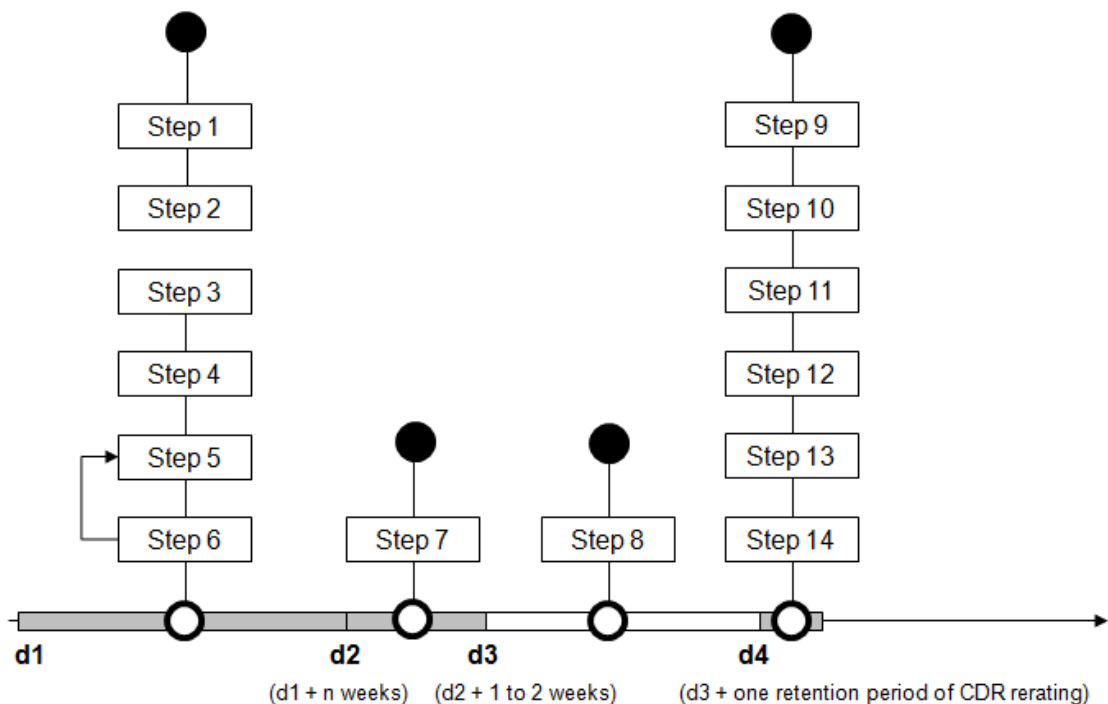 Step 1
Step 2
Step 3
Step 4
Step 5
Step 6
Step 7
Step 8
Step 9
Step 10
Step 11
Step 12
Step 13
Step 14
d1
d2
d3
d4
(d1 + n weeks)
(d2 + 1 to 2 weeks)
(d3 + one retention period of CDR rerating)